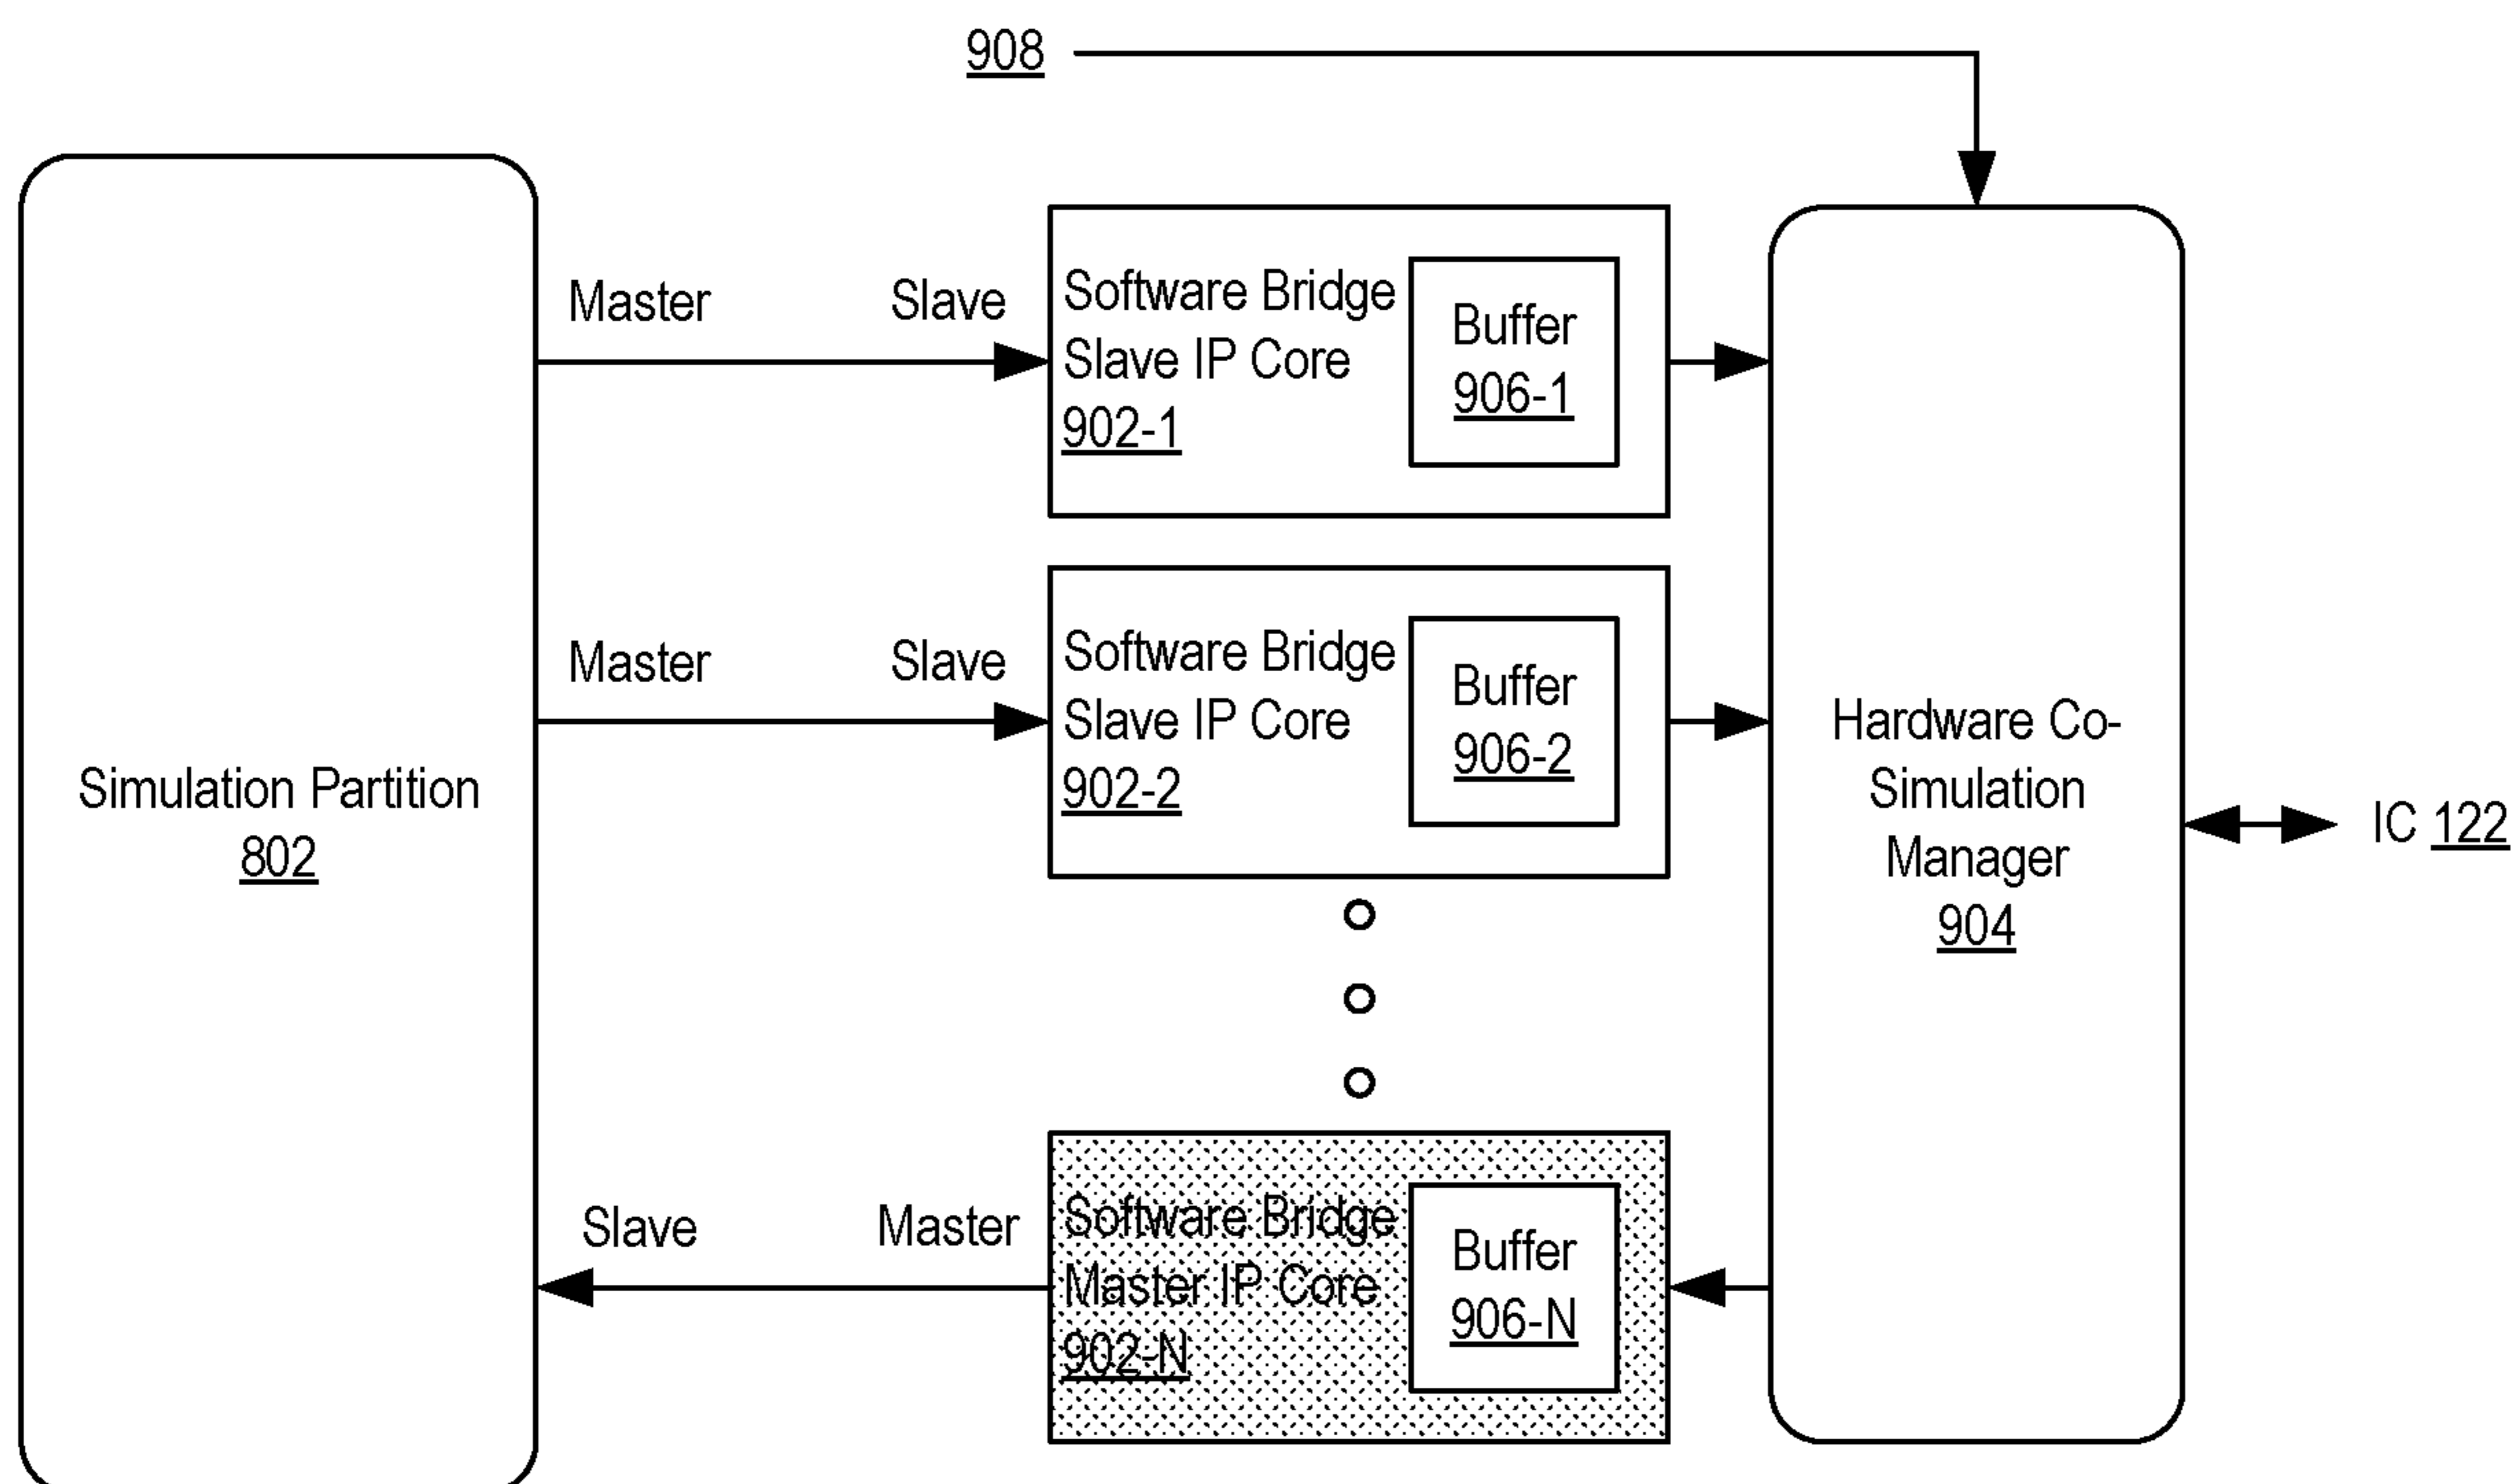 908
Master
Slave
Software Bridge
Slave IP Core
902-1
Buffer
906-1
Master
Slave
Software Bridge
Slave IP Core
902-2
Buffer
906-2
Simulation Partition
802
Hardware Co-
Simulation
Manager
904
IC 122
Slave
Master
Software Bridge
Master IP Core
902-N
Buffer
906-N